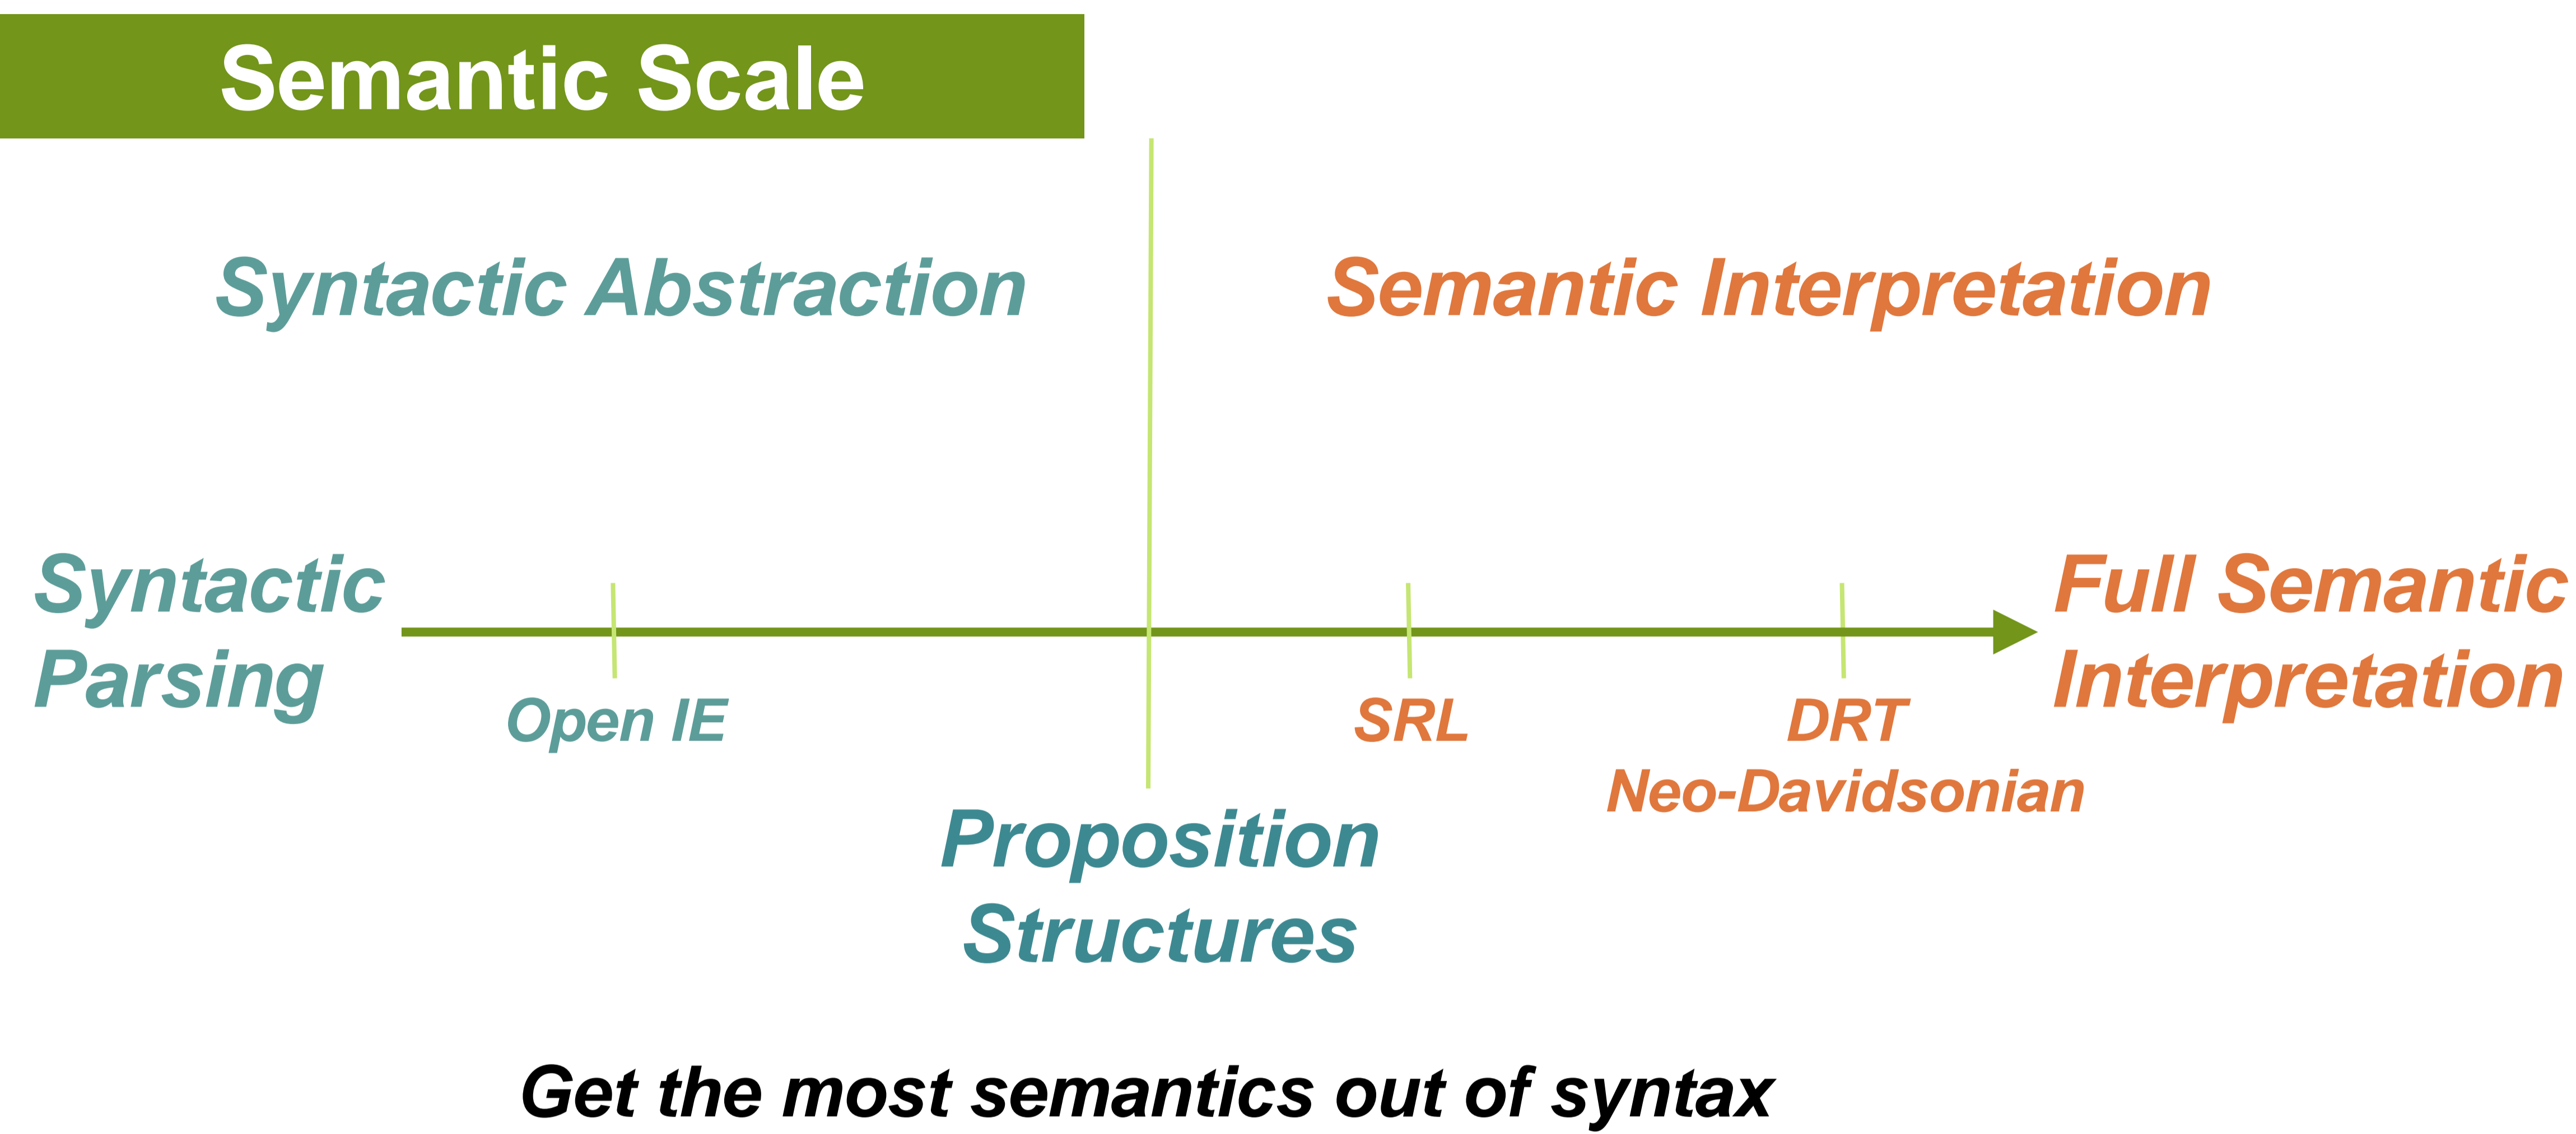 Semantic Scale
Syntactic Abstraction
Semantic Interpretation
Syntactic
Parsing
Full Semantic
Interpretation
Open IE
SRL
DRT
Neo-Davidsonian
Proposition
Structures
Get the most semantics out of syntax